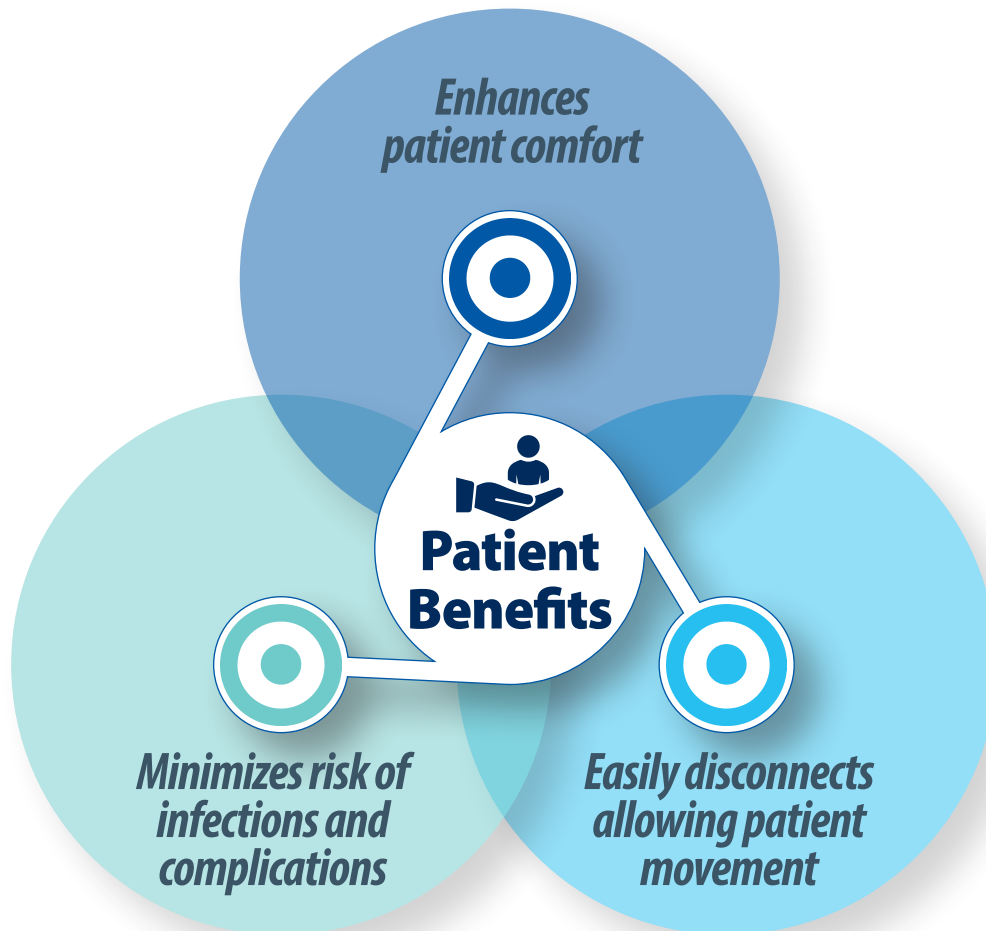 Enhances
patient comfort
Patient
Benefits
Minimizes risk of
infections and
complications
Easily disconnects
allowing patient
movement